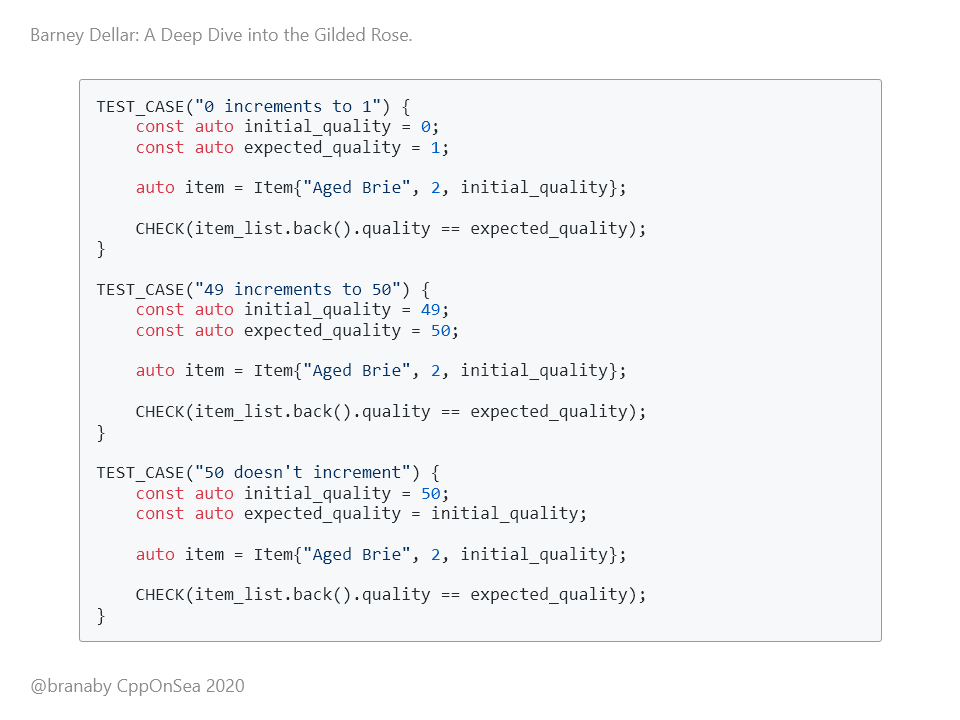 Barney Dellar: A Deep Dive into the Gilded Rose.
TEST_CASE("0 increments to 1") {
    const auto initial_quality = 0;
    const auto expected_quality = 1;
    auto item = Item{"Aged Brie", 2, initial_quality};
    CHECK(item_list.back().quality == expected_quality);
}
TEST_CASE("49 increments to 50") {
    const auto initial_quality = 49;
    const auto expected_quality = 50;
    auto item = Item{"Aged Brie", 2, initial_quality};
    CHECK(item_list.back().quality == expected_quality);
}
TEST_CASE("50 doesn't increment") {
    const auto initial_quality = 50;
    const auto expected_quality = initial_quality;
    auto item = Item{"Aged Brie", 2, initial_quality};
    CHECK(item_list.back().quality == expected_quality);
}
@branaby CppOnSea 2020